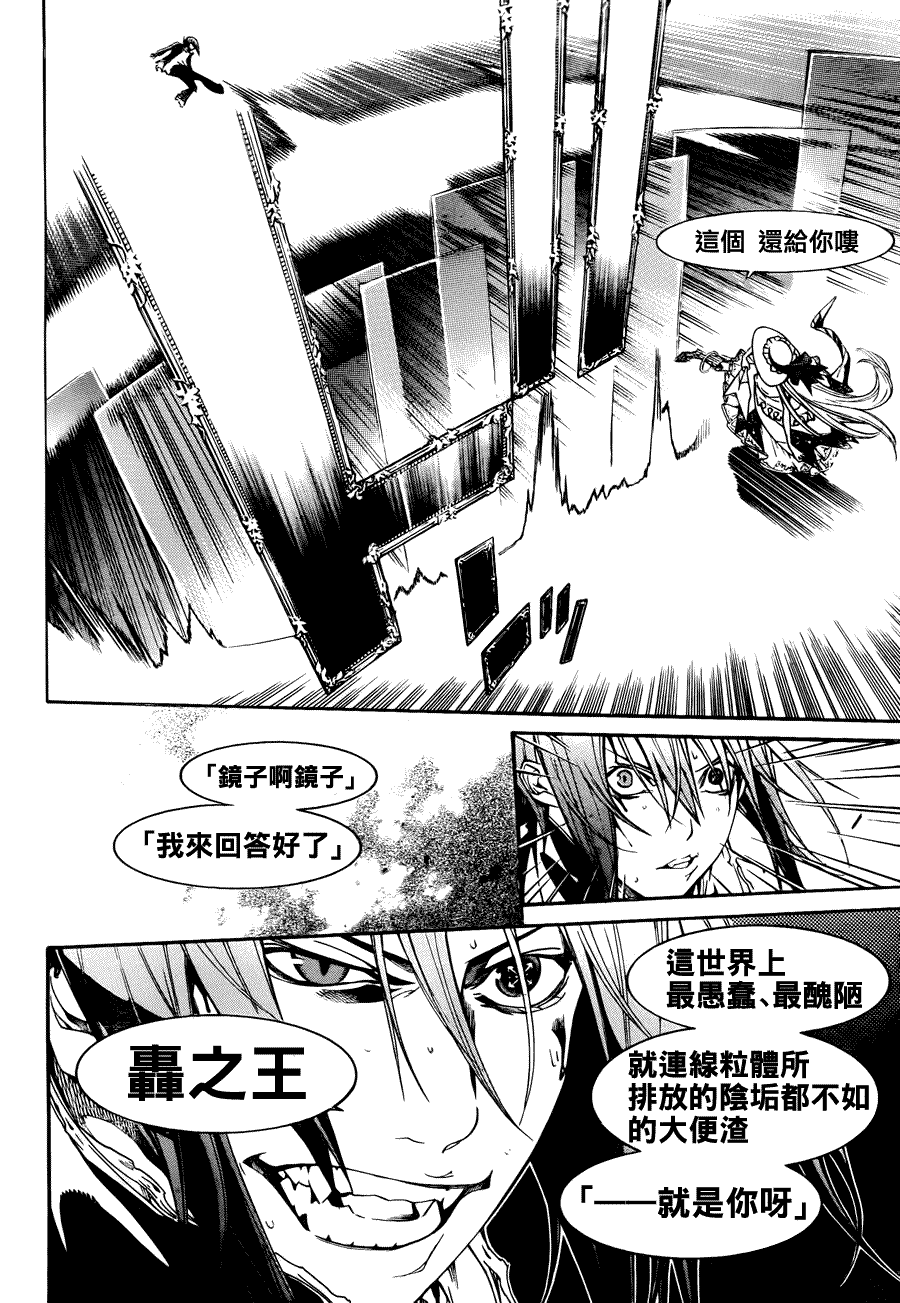 這個 還給你嘍
「鏡子啊鏡子」
「我來回答好了」
這世界上
最愚蠢、最醜陋
就連線粒體所
排放的陰垢都不如
的大便渣
「——就是你呀」
轟之王